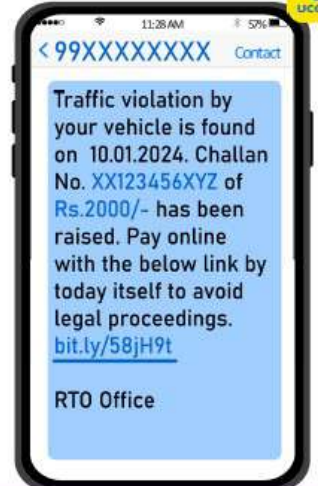 uco
11:28 AM 57%
< 99XXXXXXXX Contact
Traffic violation by
your vehicle is found
on 10.01.2024. Challan
No. XX123456XYZ of
Rs.2000/- has been
raised. Pay online
with the below link by
today itself to avoid
legal proceedings.
bit.ly/58jH9t
RTO Office